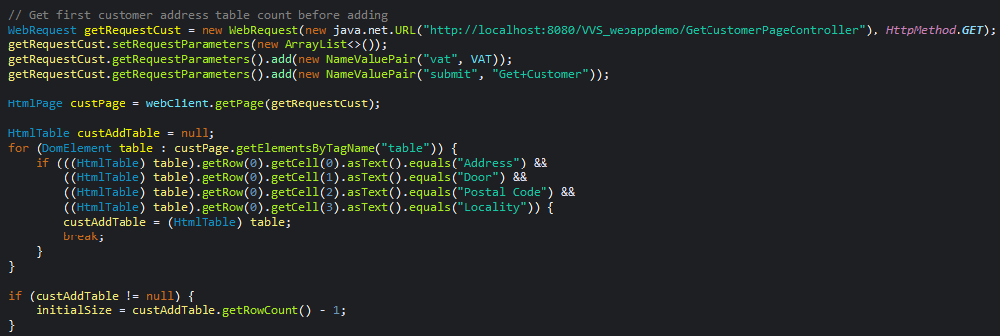 // Get first customer address table count before adding
WebRequest getRequestCust = new WebRequest(new java.net.URL("http://localhost:8080/VVS_webappdemo/GetCustomerPageController"), HttpMethod.GET);
getRequestCust.setRequestParameters(new ArrayList<>());
getRequestCust.getRequestParameters().add(new NameValuePair("vat", VAT));
getRequestCust.getRequestParameters().add(new NameValuePair("submit", "Get+Customer"));

HtmlPage custPage = webClient.getPage(getRequestCust);

HtmlTable custAddTable = null;
for (DomElement table : custPage.getElementsByTagName("table")) {
    if (((HtmlTable) table).getRow(0).getCell(0).asText().equals("Address") &&
        ((HtmlTable) table).getRow(0).getCell(1).asText().equals("Door") &&
        ((HtmlTable) table).getRow(0).getCell(2).asText().equals("Postal Code") &&
        ((HtmlTable) table).getRow(0).getCell(3).asText().equals("Locality")) {
        custAddTable = (HtmlTable) table;
        break;
    }
}

if (custAddTable != null) {
    initialSize = custAddTable.getRowCount() - 1;
}